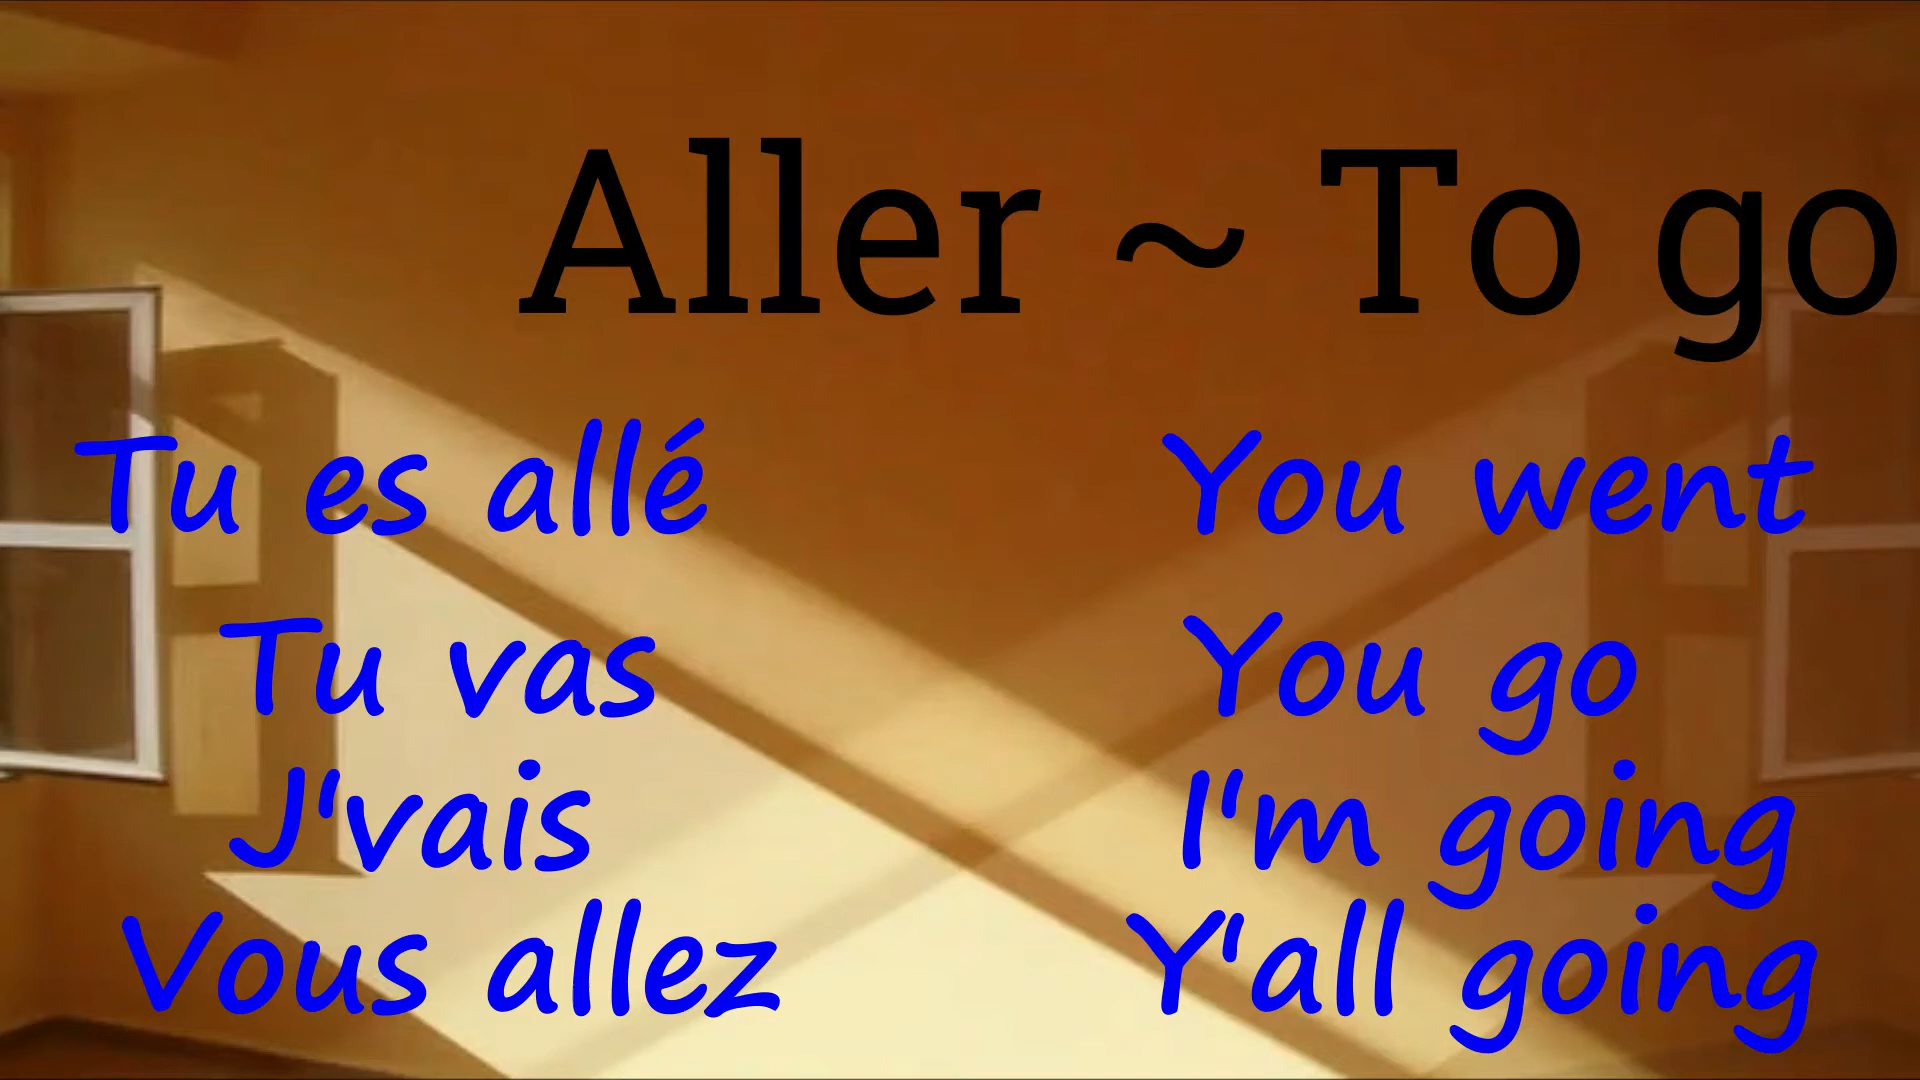 Aller ~ To go
Tu es allé You went
Tu vas You go
J'vais I'm going
Vous allez Y'all going